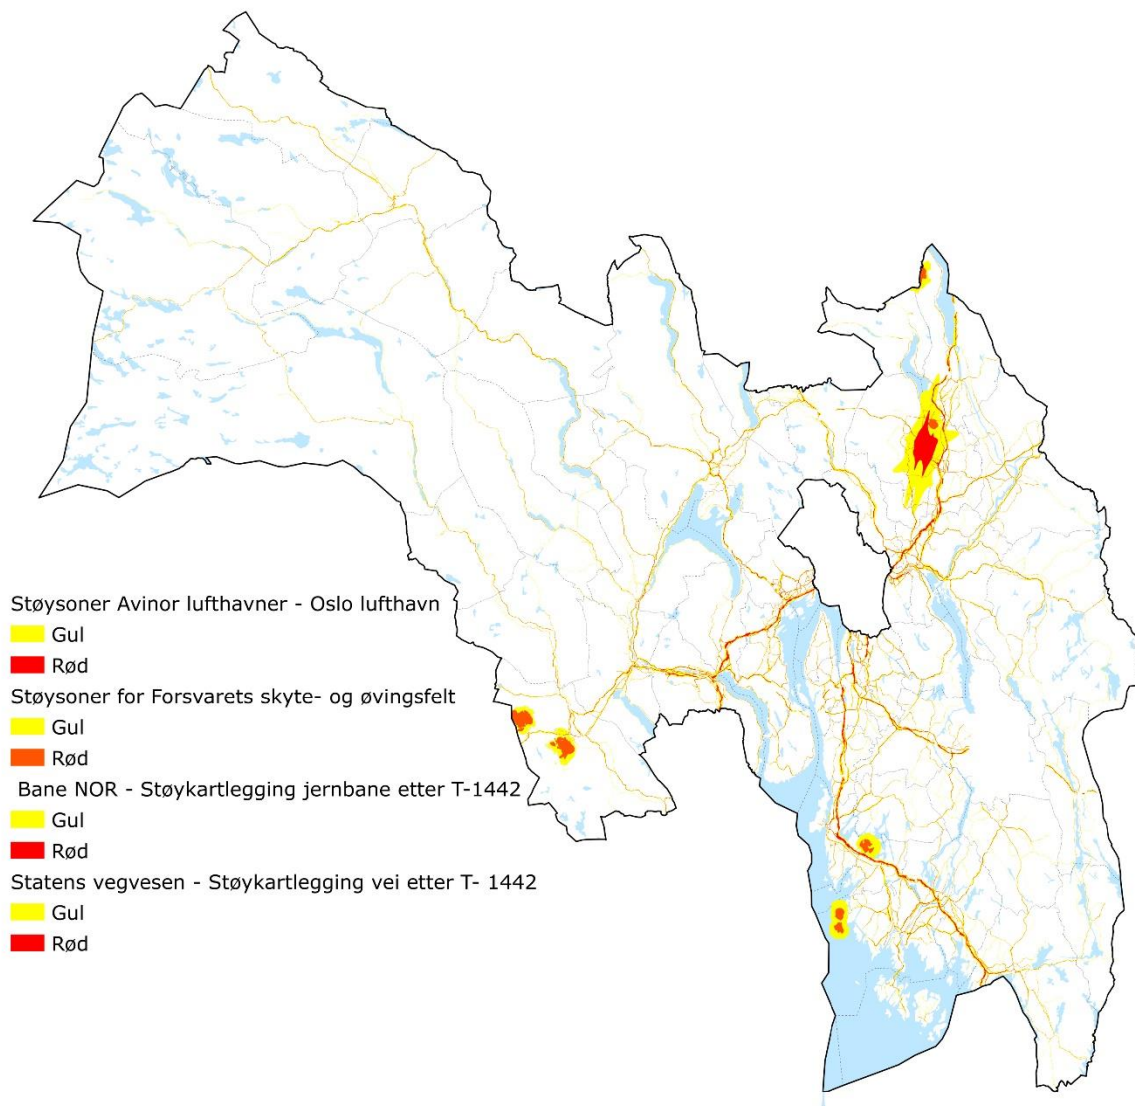 Støysoner Avinor lufthavner - Oslo lufthavn
Gul
Rød
Støysoner for Forsvarets skyte- og øvingsfelt
Gul
Rød
Bane NOR - Støykartlegging jernbane etter T-1442
Gul
Rød
Statens vegvesen - Støykartlegging vei etter T- 1442
Gul
Rød